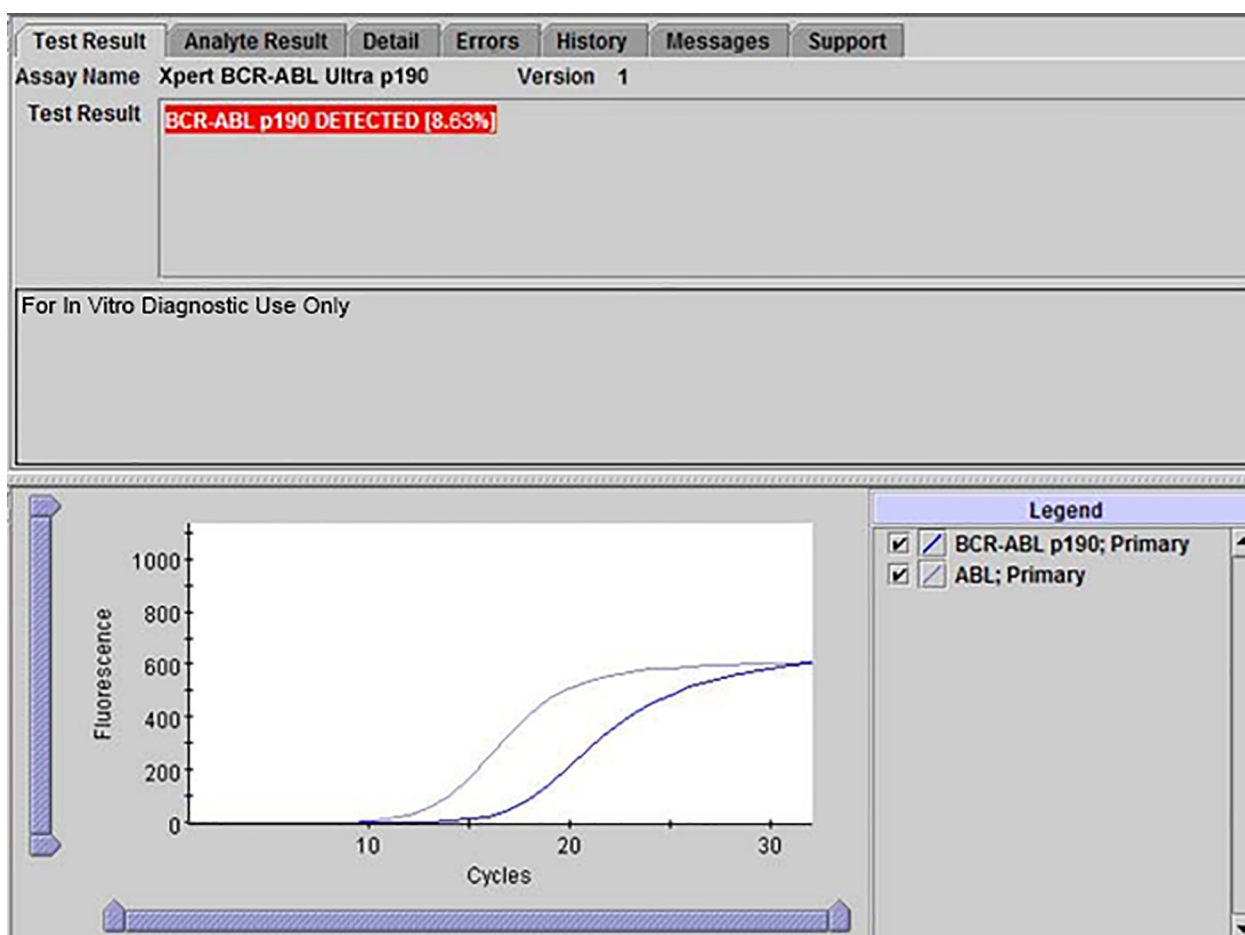 Test Result Analyte Result Detail Errors History Messages Support
Assay Name Xpert BCR-ABL Ultra p190 Version 1
Test Result BCR-ABL p190 DETECTED [8.63%]
For In Vitro Diagnostic Use Only
Legend
BCR-ABL p190; Primary
ABL; Primary
Fluorescence
1000
800
600
400
200
0
10 20 30
Cycles